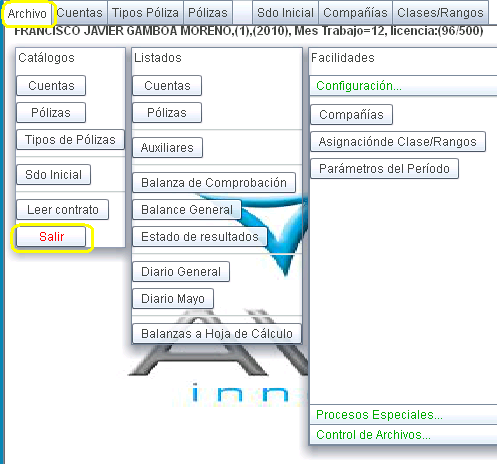 Archivo Cuentas Tipos Póliza Pólizas Sdo Inicial Compañías Clases/Rangos
FRANCISCO JAVIER GAMBOA MORENO,(1),(2010), Mes Trabajo=12, licencia:(96/500)
Catálogos
Cuentas
Pólizas
Tipos de Pólizas
Sdo Inicial
Leer contrato
Salir
Listados
Cuentas
Pólizas
Auxiliares
Balanza de Comprobación
Balance General
Estado de resultados
Diario General
Diario Mayo
Balanzas a Hoja de Cálculo
Facilidades
Configuración...
Compañías
Asignaciónde Clase/Rangos
Parámetros del Período
Procesos Especiales...
Control de Archivos...